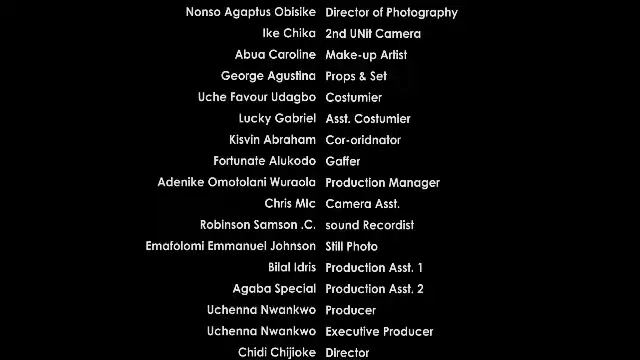 Nonso Agaptus Obisike Director of Photography
Ike Chika 2nd UNit Camera
Abua Caroline Make-up Artist
George Agustina Props & Set
Uche Favour Udagbo Costumier
Lucky Gabriel Asst. Costumier
Kisvin Abraham Cor-oridnator
Fortunate Alukodo Gaffer
Adenike Omotolani Wuraola Production Manager
Chris MIc Camera Asst.
Robinson Samson .C. sound Recordist
Emafolomi Emmanuel Johnson Still Photo
Bilal Idris Production Asst. 1
Agaba Special Production Asst. 2
Uchenna Nwankwo Producer
Uchenna Nwankwo Executive Producer
Chidi Chijioke Director